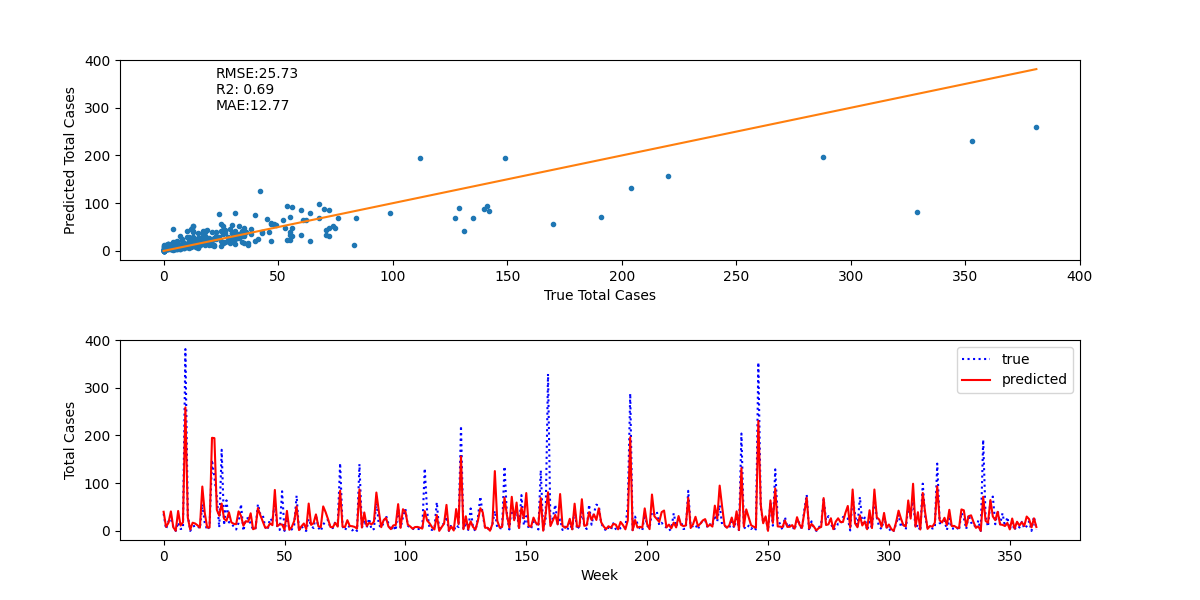 RMSE:25.73
R2: 0.69
MAE:12.77
Predicted Total Cases
400
300
200
100
0
0 50 100 150 200 250 300 350 400
True Total Cases
true
predicted
Total Cases
400
300
200
100
0
0 50 100 150 200 250 300 350
Week